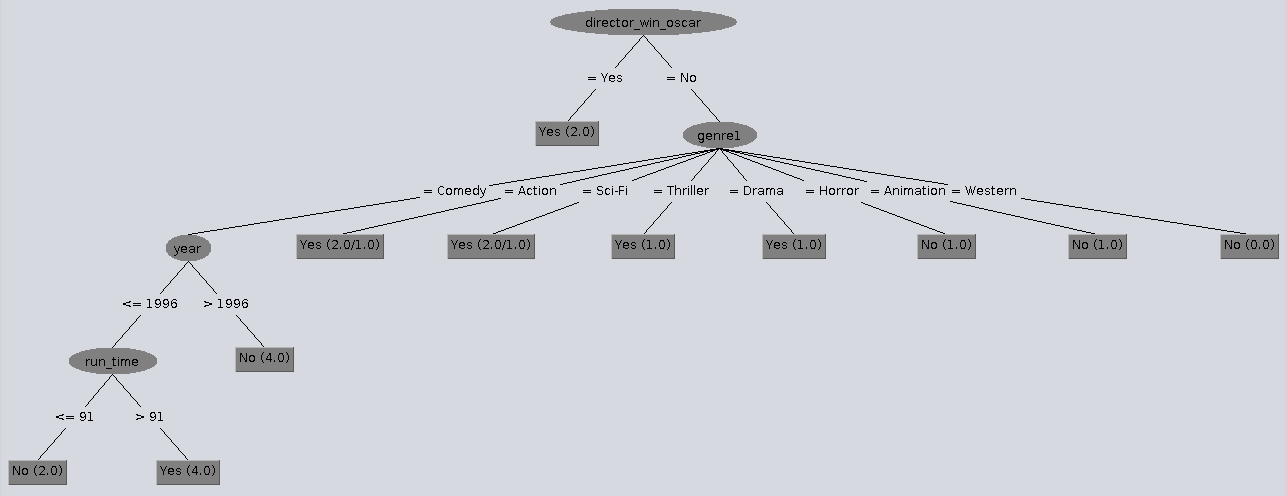 director_win_oscar
= Yes
= No
Yes (2.0)
genre1
= Comedy
= Action
= Sci-Fi
= Thriller
= Drama
= Horror
= Animation
= Western
year
Yes (2.0/1.0)
Yes (2.0/1.0)
Yes (1.0)
Yes (1.0)
No (1.0)
No (1.0)
No (0.0)
<= 1996
> 1996
run_time
No (4.0)
<= 91
> 91
No (2.0)
Yes (4.0)